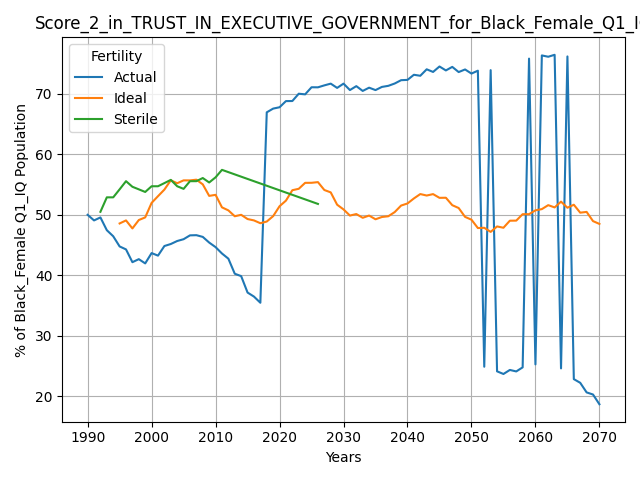 Score_2_in_TRUST_IN_EXECUTIVE_GOVERNMENT_for_Black_Female_Q1_I
Fertility
Actual
Ideal
Sterile
% of Black_Female Q1_IQ Population
70
60
50
40
30
20
1990 2000 2010 2020 2030 2040 2050 2060 2070
Years